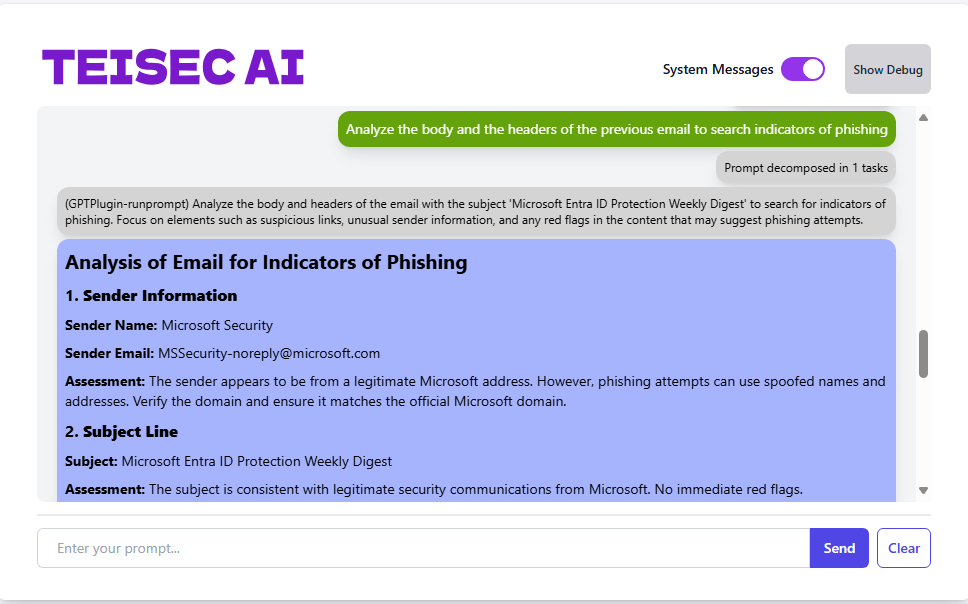 TEISEC AI
System Messages
Show Debug
Analyze the body and the headers of the previous email to search indicators of phishing
Prompt decomposed in 1 tasks
(GPTPlugin-runprompt) Analyze the body and headers of the email with the subject 'Microsoft Entra ID Protection Weekly Digest' to search for indicators of
phishing. Focus on elements such as suspicious links, unusual sender information, and any red flags in the content that may suggest phishing attempts.
Analysis of Email for Indicators of Phishing
1. Sender Information
Sender Name: Microsoft Security
Sender Email: MSSecurity-noreply@microsoft.com
Assessment: The sender appears to be from a legitimate Microsoft address. However, phishing attempts can use spoofed names and
addresses. Verify the domain and ensure it matches the official Microsoft domain.
2. Subject Line
Subject: Microsoft Entra ID Protection Weekly Digest
Assessment: The subject is consistent with legitimate security communications from Microsoft. No immediate red flags.
Enter your prompt...
Send
Clear